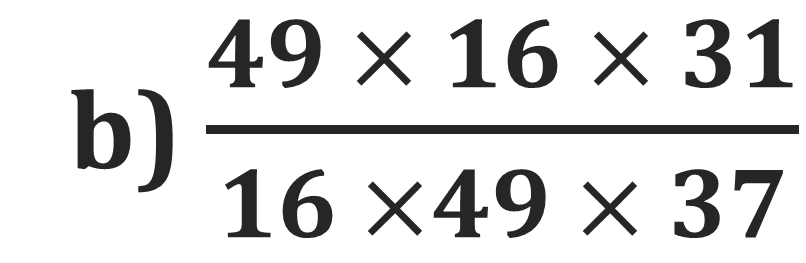 49 × 16 × 31
b)
16 ×49 × 37